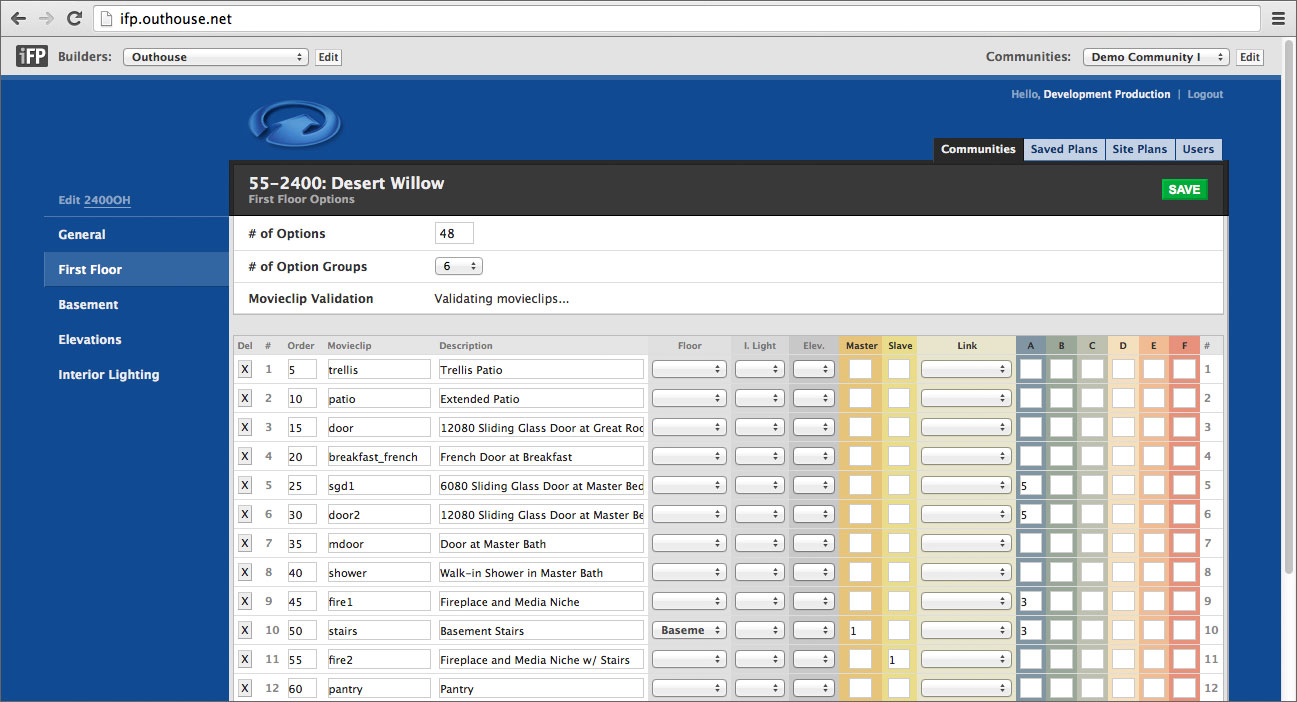 ifp.outhouse.net
iFP Builders: Outhouse Edit Communities: Demo Community I Edit
Hello, Development Production | Logout
Communities Saved Plans Site Plans Users
55-2400: Desert Willow
First Floor Options
SAVE
Edit 2400OH
General
First Floor
Basement
Elevations
Interior Lighting
# of Options 48
# of Option Groups 6
Movieclip Validation Validating movieclips...
Del # Order Movieclip Description Floor I. Light Elev. Master Slave Link A B C D E F #
X 1 5 trellis Trellis Patio 1
X 2 10 patio Extended Patio 2
X 3 15 door 12080 Sliding Glass Door at Great Roo 3
X 4 20 breakfast_french French Door at Breakfast 4
X 5 25 sgd1 6080 Sliding Glass Door at Master Bed 5 5
X 6 30 door2 12080 Sliding Glass Door at Master Be 5 6
X 7 35 mdoor Door at Master Bath 7
X 8 40 shower Walk-in Shower in Master Bath 8
X 9 45 fire1 Fireplace and Media Niche 3 9
X 10 50 stairs Basement Stairs Baseme 1 3 10
X 11 55 fire2 Fireplace and Media Niche w/ Stairs 1 11
X 12 60 pantry Pantry 12